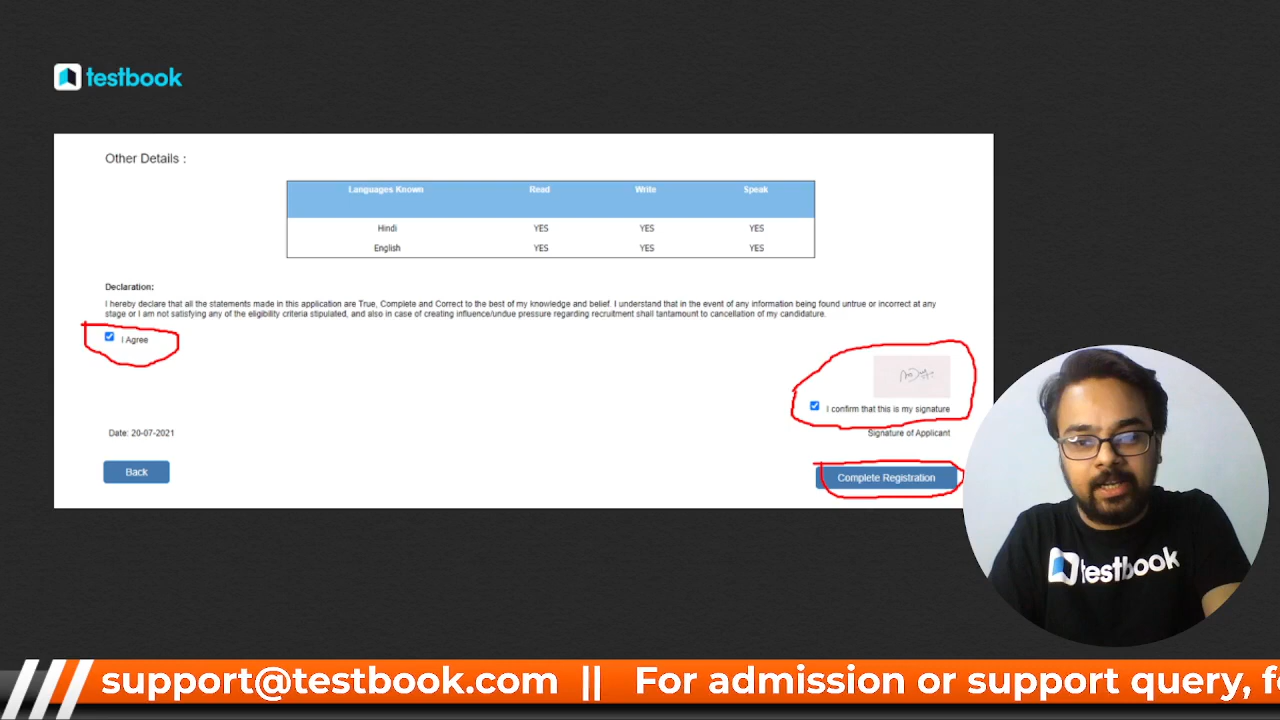 testbook
Other Details :
Languages Known Read Write Speak
Hindi YES YES YES
English YES YES YES
Declaration:
I hereby declare that all the statements made in this application are True, Complete and Correct to the best of my knowledge and belief. I understand that in the event of any information being found untrue or incorrect at any
stage or I am not satisfying any of the eligibility criteria stipulated, and also in case of creating influence/undue pressure regarding recruitment shall tantamount to cancellation of my candidature.
I Agree
I confirm that this is my signature
Date: 20-07-2021
Signature of Applicant
Back
Complete Registration
testbook
support@testbook.com || For admission or support query, f